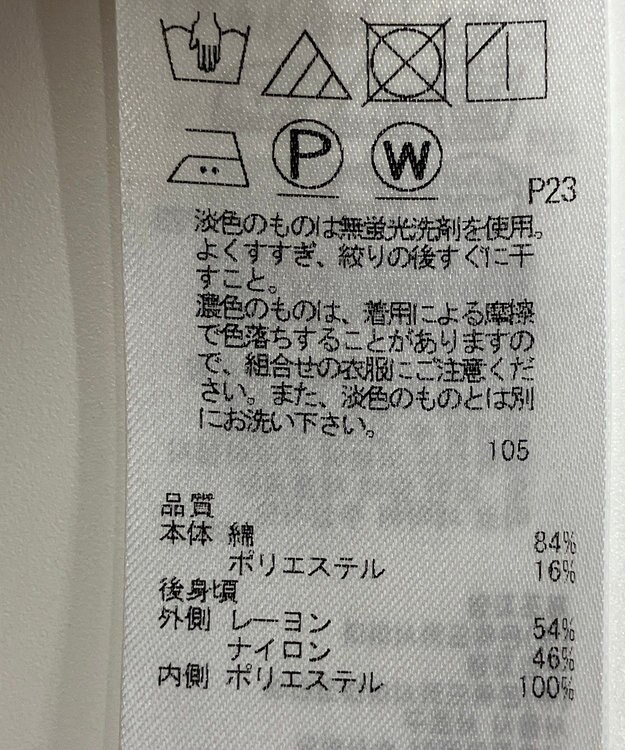 P
W
P23
淡色のものは無蛍光洗剤を使用。
よくすすぎ、絞りの後すぐに干
すこと。
濃色のものは、着用による摩擦
で色落ちすることがありますの
で、組合せの衣服にご注意くだ
さい。また、淡色のものとは別
にお洗い下さい。
105
品質
本体 綿 84%
ポリエステル 16%
後身頃
外側 レーヨン 54%
ナイロン 46%
内側 ポリエステル 100%